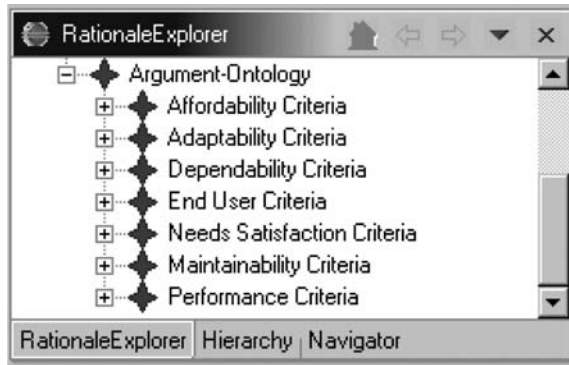 RationaleExplorer
Argument-Ontology
Affordability Criteria
Adaptability Criteria
Dependability Criteria
End User Criteria
Needs Satisfaction Criteria
Maintainability Criteria
Performance Criteria
RationaleExplorer Hierarchy Navigator